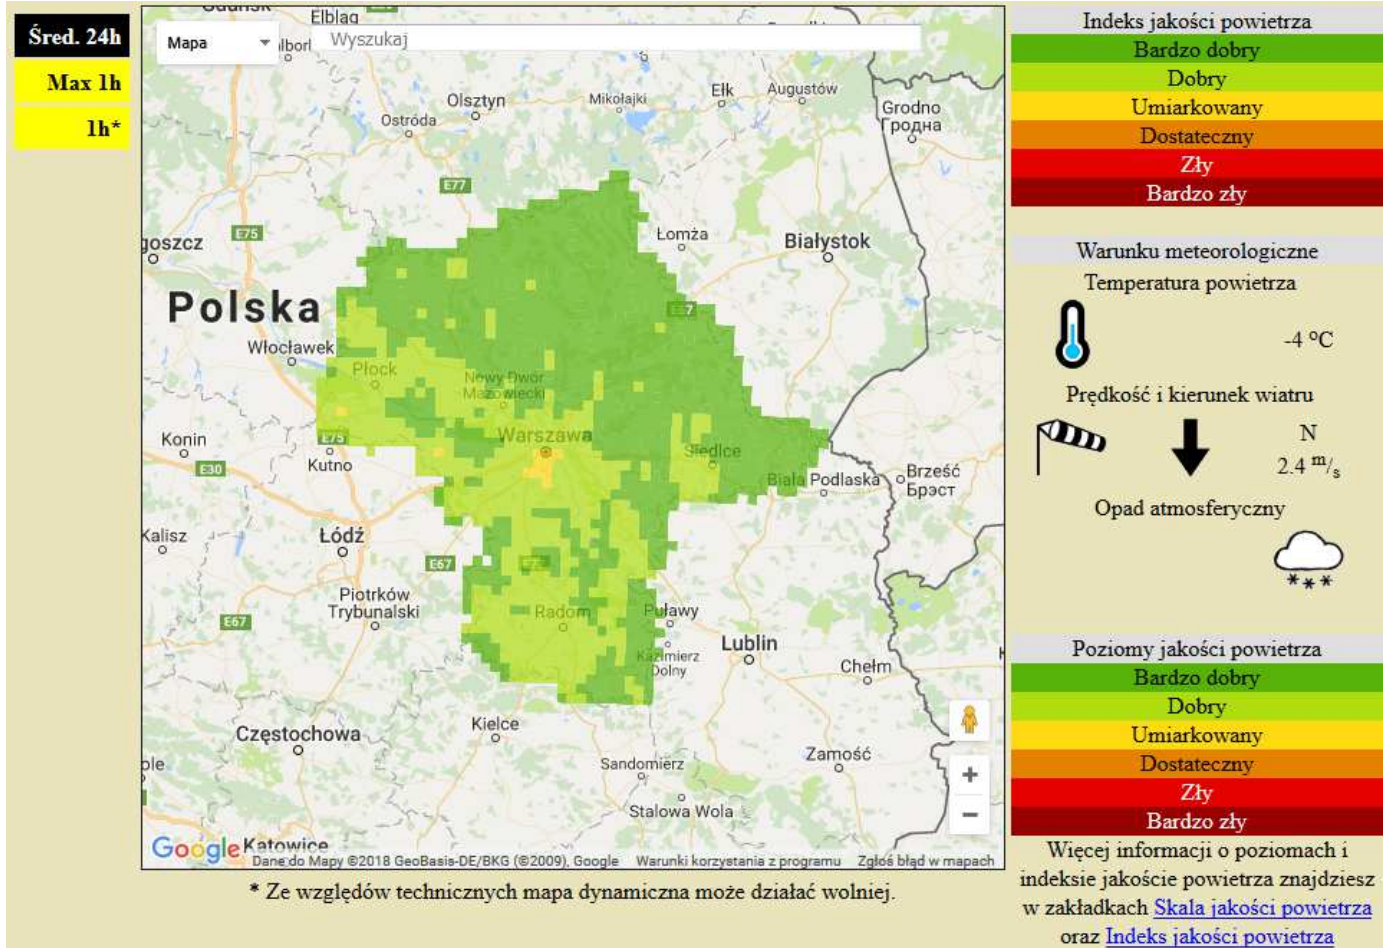 Śred. 24h
Max 1h
1h*
Mapa
Wyszukaj
Elbląg
Olsztyn
Mikołajki
Ełk
Augustów
Ostróda
Grodno
Гродна
E77
goszcz
E75
Łomża
Białystok
Polska
Włocławek
Płock
Nowy Dwór
Mazowiecki
Warszawa
Konin
E75
Siedlce
E30
Kutno
Biała Podlaska
Brześć
Брэст
Kalisz
Łódź
E67
Piotrków
Trybunalski
E67
Radom
Puławy
Lublin
Kazimierz
Dolny
Chełm
Kielce
Częstochowa
Zamość
ple
Sandomierz
Stalowa Wola
+
−
Google
Katowice
Dane do Mapy ©2018 GeoBasis-DE/BKG (©2009), Google Warunki korzystania z programu Zgłoś błąd w mapach
* Ze względów technicznych mapa dynamiczna może działać wolniej.
Indeks jakości powietrza
Bardzo dobry
Dobry
Umiarkowany
Dostateczny
Zły
Bardzo zły
Warunku meteorologiczne
Temperatura powietrza
-4 °C
Prędkość i kierunek wiatru
N
2.4 m/s
Opad atmosferyczny
Poziomy jakości powietrza
Bardzo dobry
Dobry
Umiarkowany
Dostateczny
Zły
Bardzo zły
Więcej informacji o poziomach i
indeksie jakoście powietrza znajdziesz
w zakładkach Skala jakości powietrza
oraz Indeks jakości powietrza